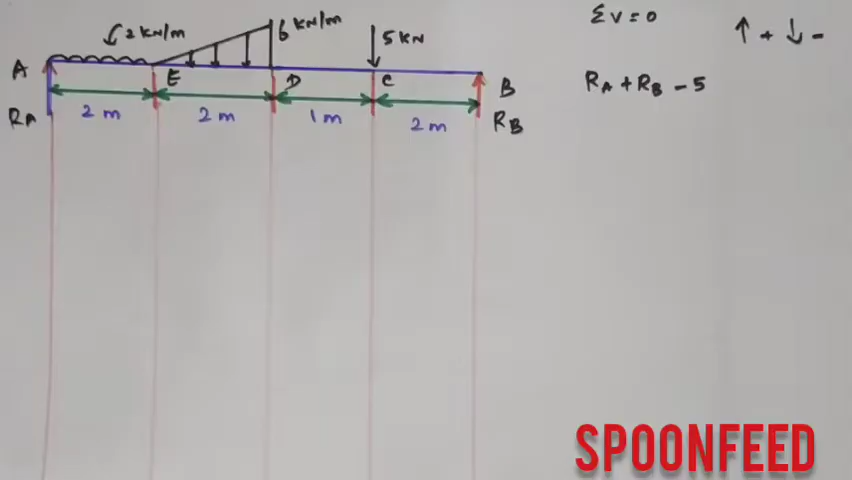 2 kN/m
6 kN/m
5 kN
A
E
D
C
B
RA
2 m
2 m
1 m
2 m
RB
Σv=0
↑ + ↓ -
RA + RB - 5
SPOONFEED